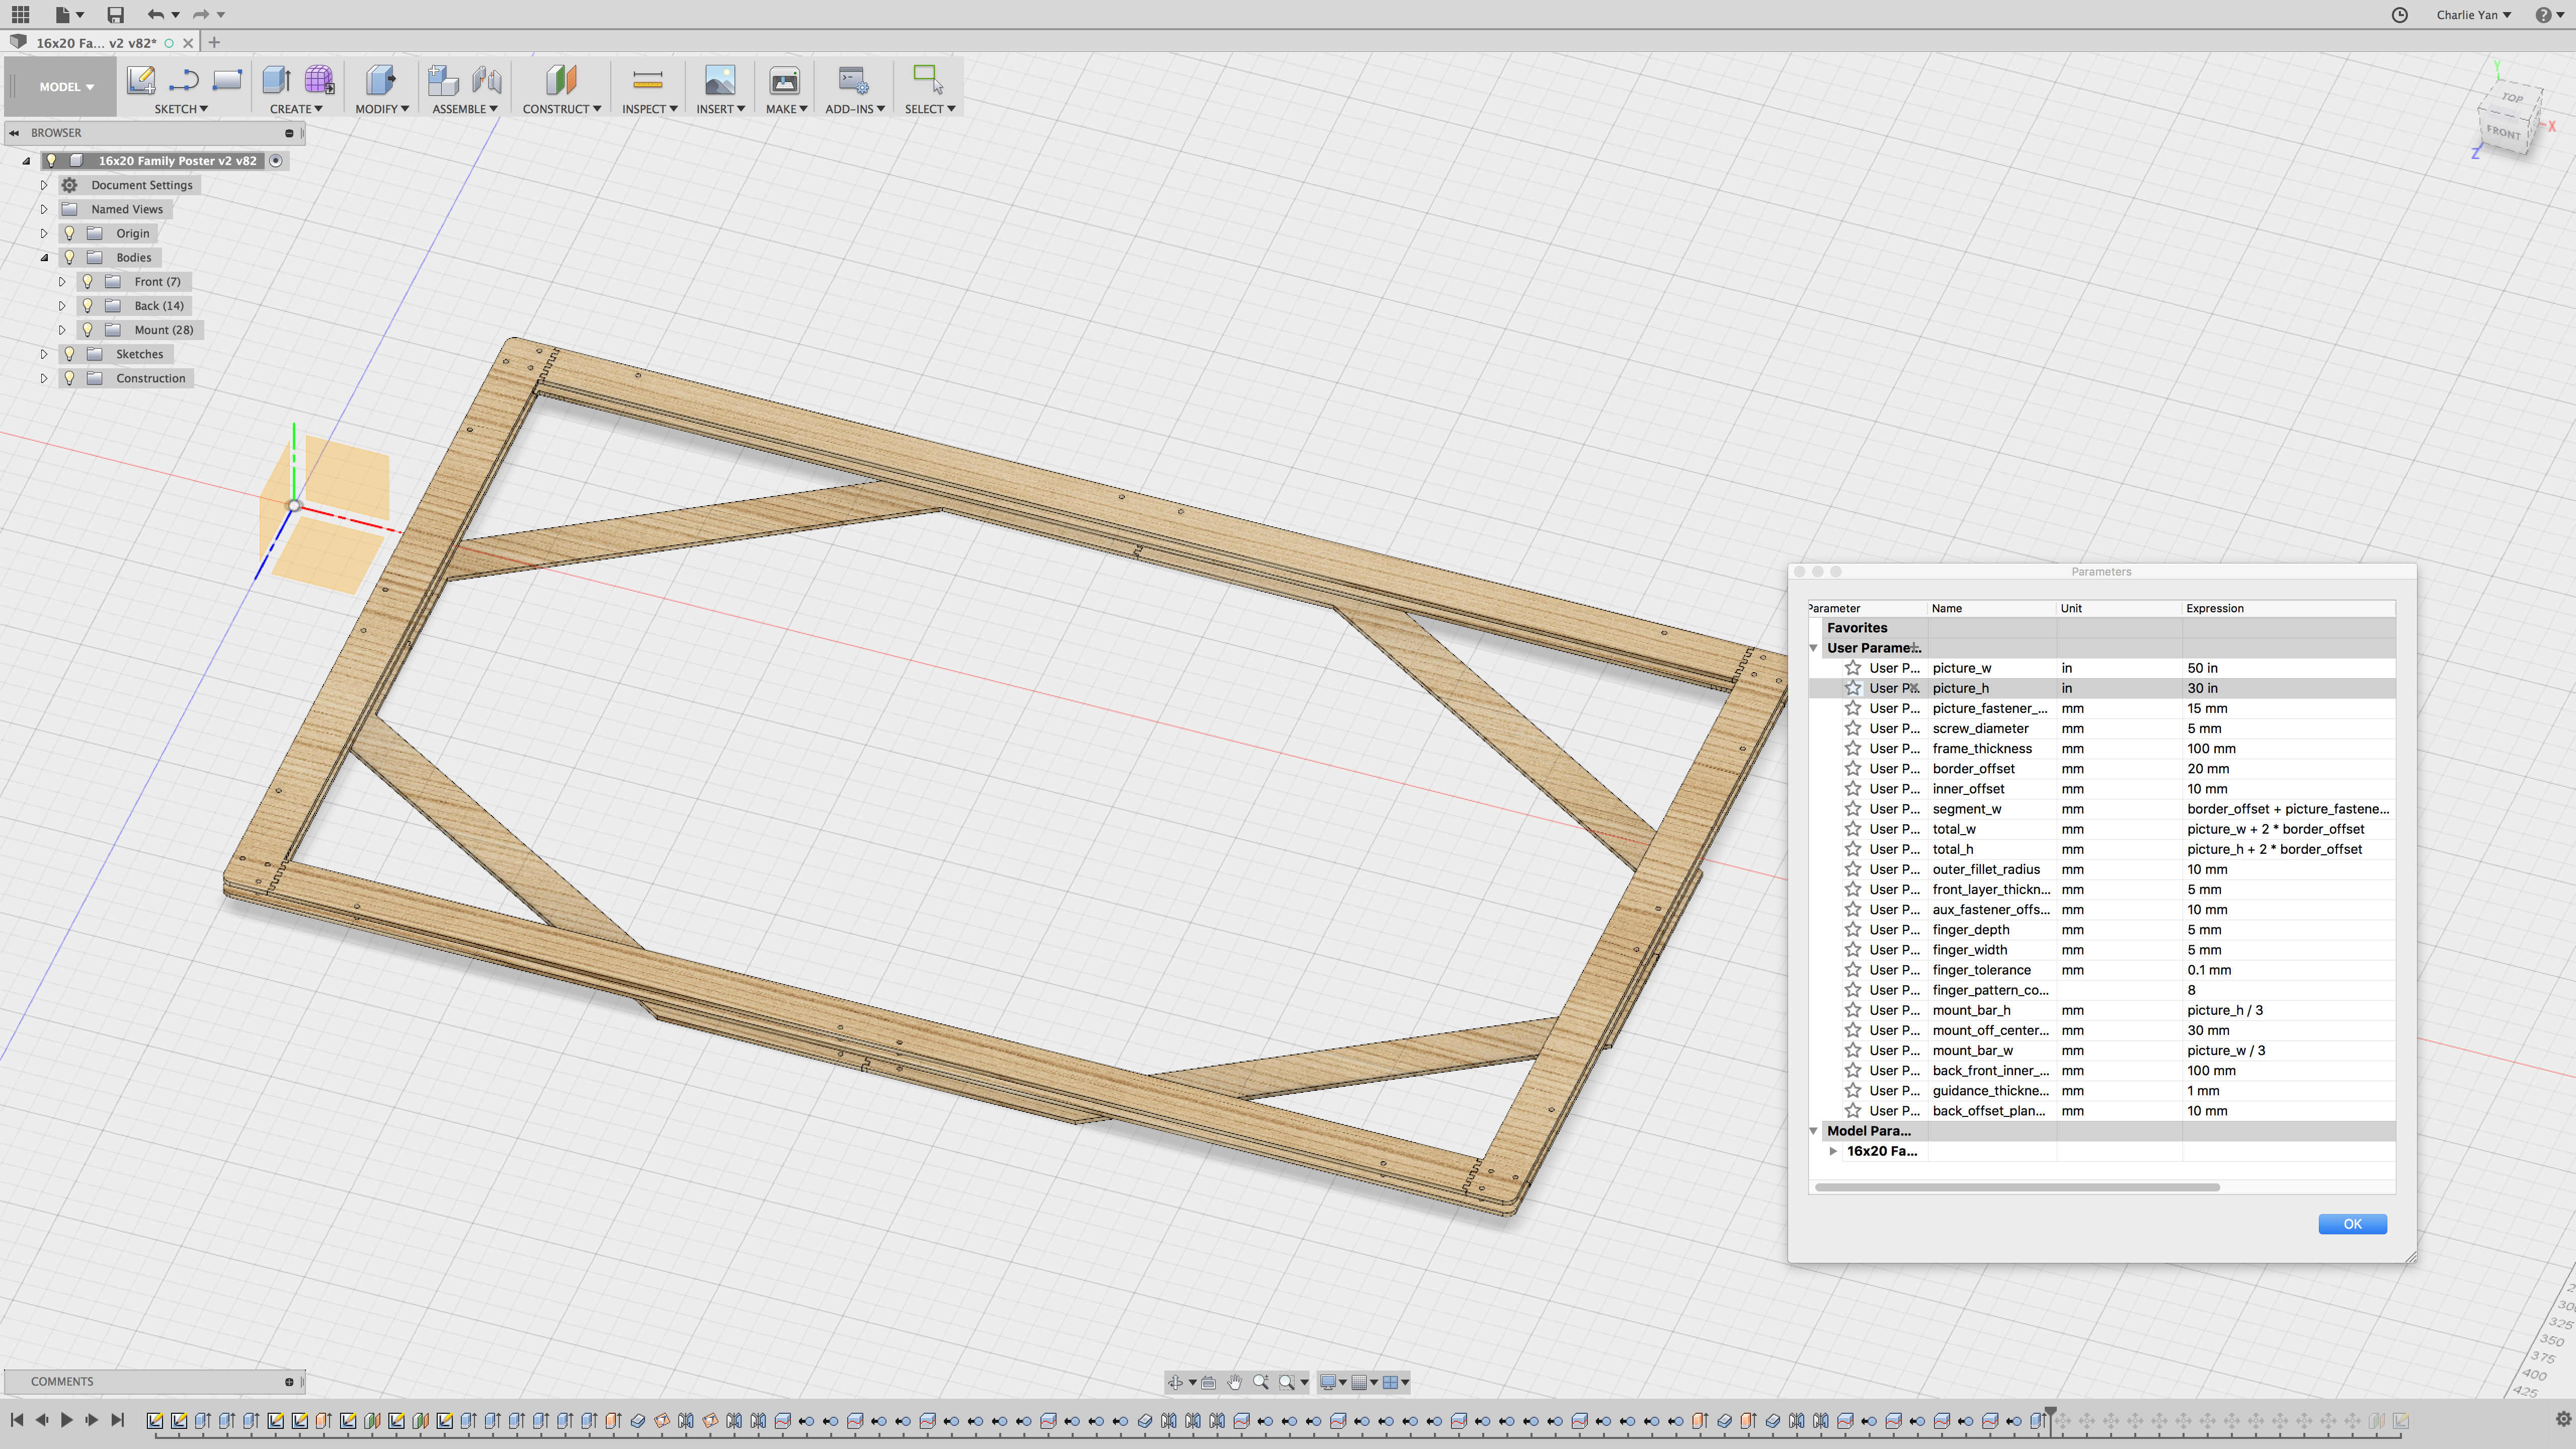 Charlie Yan
16x20 Fa... v2 v82*
MODEL
SKETCH
CREATE
MODIFY
ASSEMBLE
CONSTRUCT
INSPECT
INSERT
MAKE
ADD-INS
SELECT
Y
TOP
FRONT
X
Z
BROWSER
16x20 Family Poster v2 v82
Document Settings
Named Views
Origin
Bodies
Front (7)
Back (14)
Mount (28)
Sketches
Construction
Parameters
Parameter Name Unit Expression
Favorites
User Parame...
User P... picture_w in 50 in
User P... picture_h in 30 in
User P... picture_fastener_... mm 15 mm
User P... screw_diameter mm 5 mm
User P... frame_thickness mm 100 mm
User P... border_offset mm 20 mm
User P... inner_offset mm 10 mm
User P... segment_w mm border_offset + picture_fastene...
User P... total_w mm picture_w + 2 * border_offset
User P... total_h mm picture_h + 2 * border_offset
User P... outer_fillet_radius mm 10 mm
User P... front_layer_thickn... mm 5 mm
User P... aux_fastener_offs... mm 10 mm
User P... finger_depth mm 5 mm
User P... finger_width mm 5 mm
User P... finger_tolerance mm 0.1 mm
User P... finger_pattern_co... 8
User P... mount_bar_h mm picture_h / 3
User P... mount_off_center... mm 30 mm
User P... mount_bar_w mm picture_w / 3
User P... back_front_inner_... mm 100 mm
User P... guidance_thickne... mm 1 mm
User P... back_offset_plan... mm 10 mm
Model Para...
16x20 Fa...
OK
325
350
375
400
425
COMMENTS